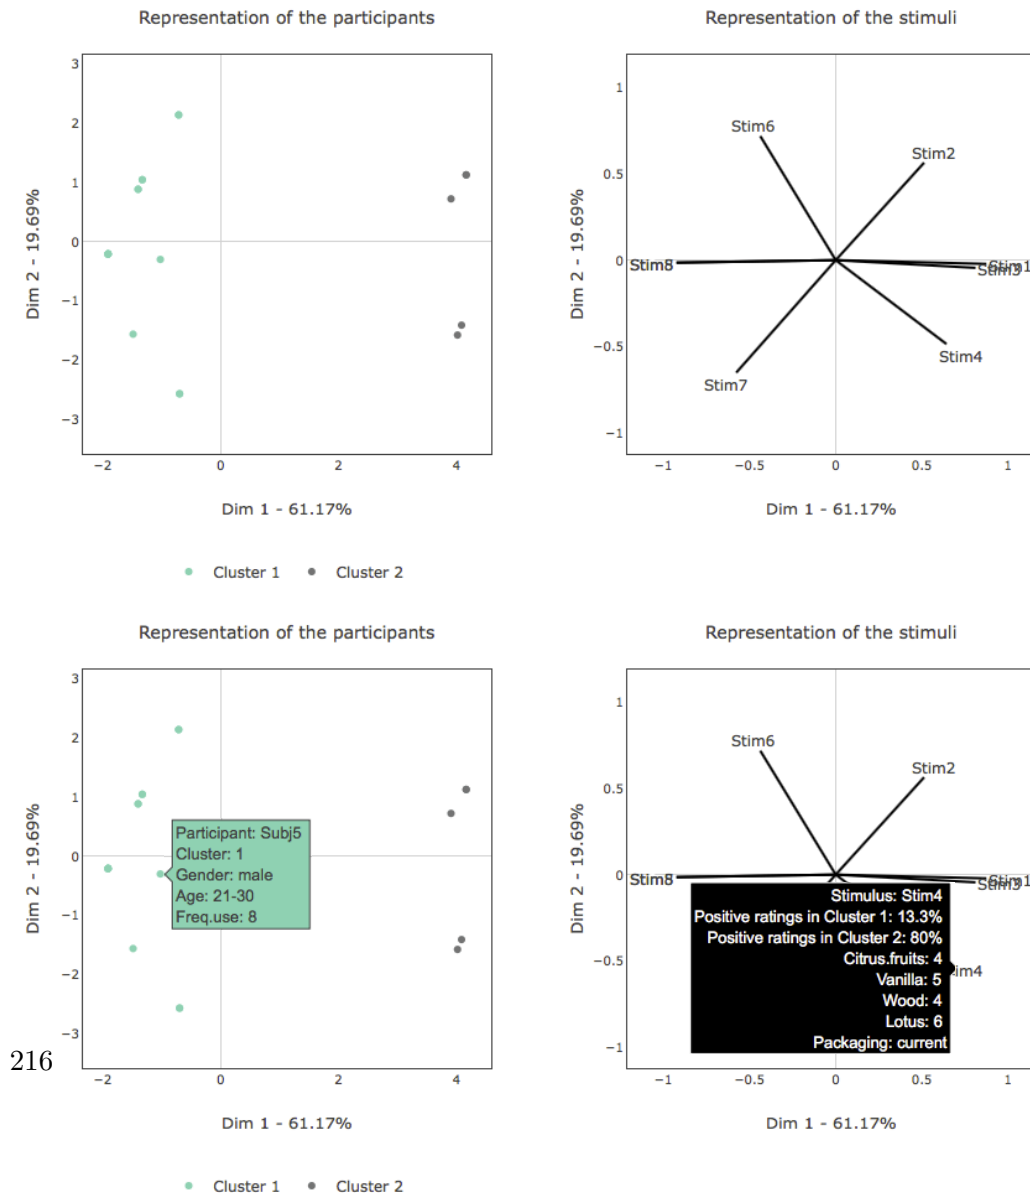 Representation of the participants
Representation of the stimuli
3
2
1
0
−1
−2
−3
Dim 2 - 19.69%
−2
0
2
4
Dim 1 - 61.17%
Cluster 1
Cluster 2
1
0.5
0
−0.5
−1
Dim 2 - 19.69%
Stim6
Stim2
Stim1
Stim3
Stim4
Stim7
−1
−0.5
0
0.5
1
Dim 1 - 61.17%
Representation of the participants
Representation of the stimuli
3
2
1
0
−1
−2
−3
Dim 2 - 19.69%
Participant: Subj5
Cluster: 1
Gender: male
Age: 21-30
Freq.use: 8
−2
0
2
4
Dim 1 - 61.17%
Cluster 1
Cluster 2
1
0.5
0
−0.5
−1
Dim 2 - 19.69%
Stim6
Stim2
Stim1
Stim3
Stimulus: Stim4
Positive ratings in Cluster 1: 13.3%
Positive ratings in Cluster 2: 80%
Citrus.fruits: 4
Vanilla: 5
Wood: 4
Lotus: 6
Packaging: current
im4
−1
−0.5
0
0.5
1
Dim 1 - 61.17%
216